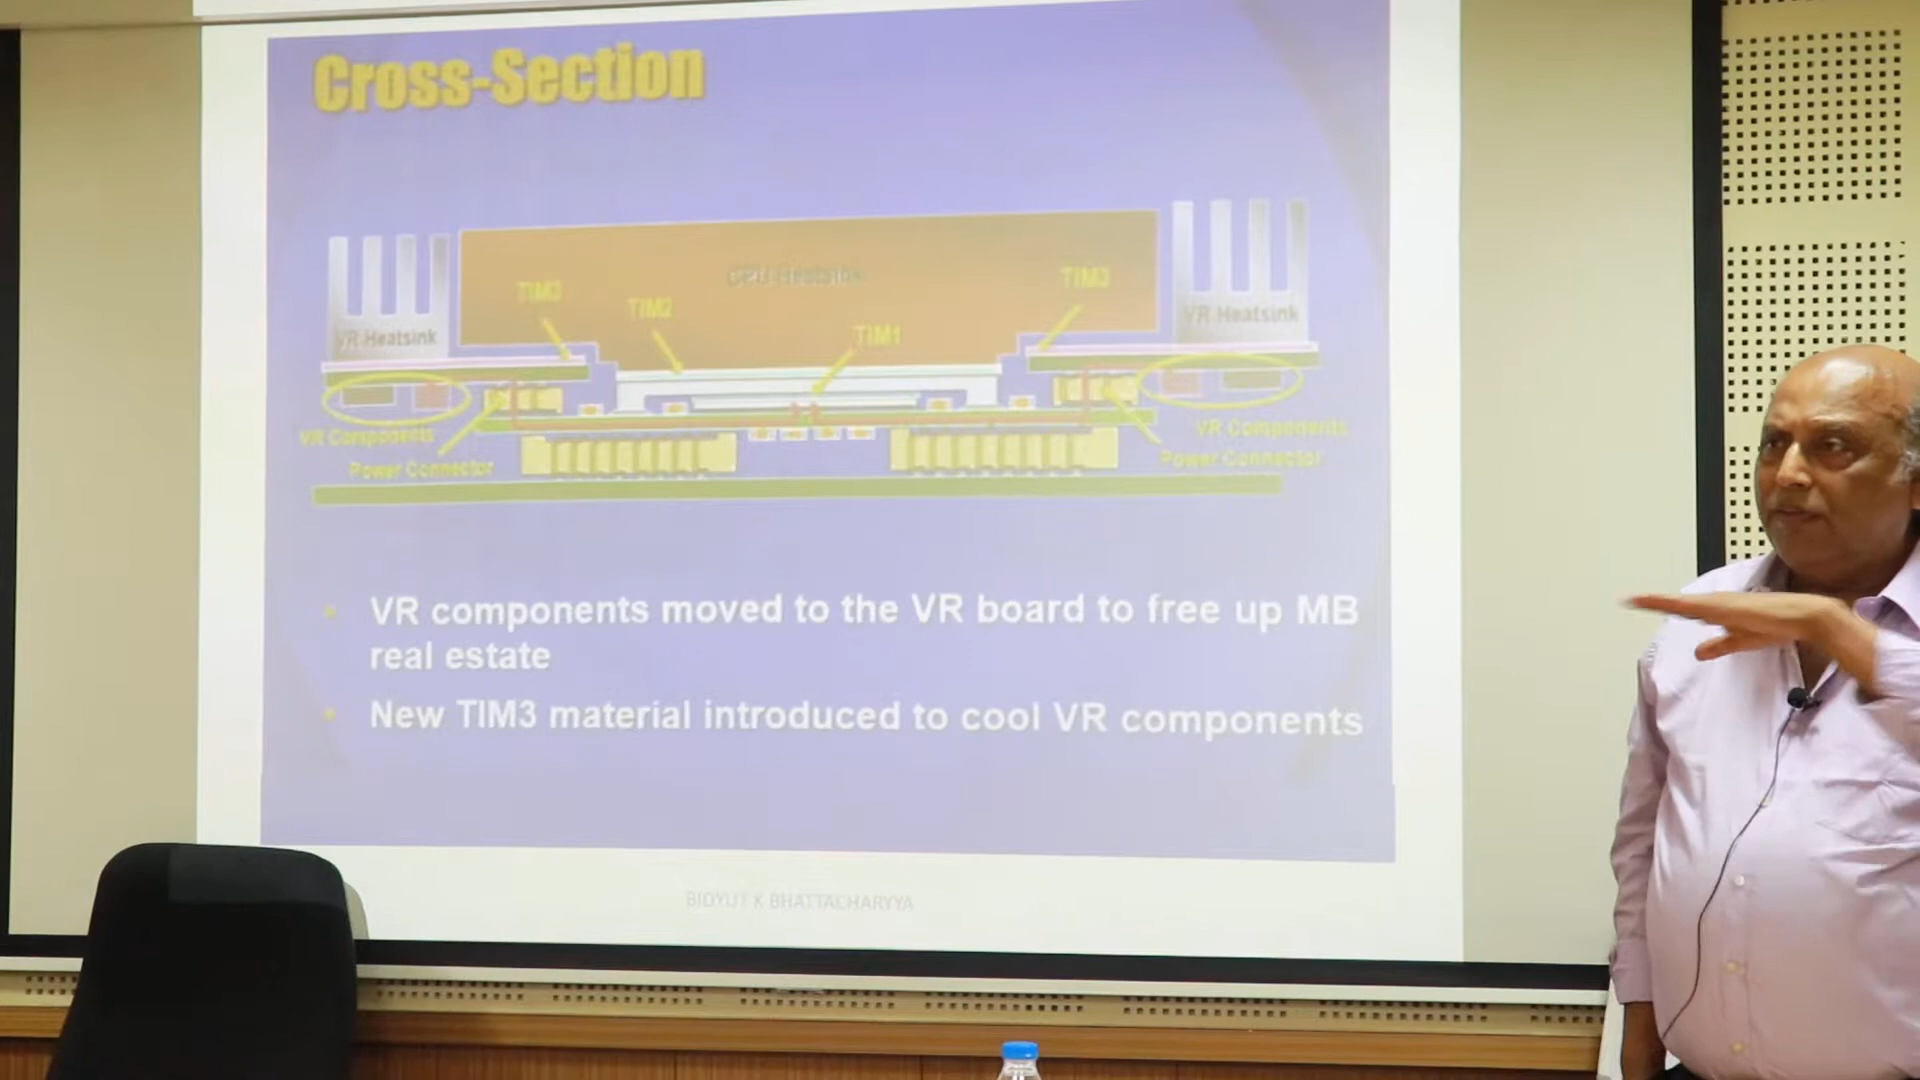 Cross-Section
CPU Heatsink
TIM3
TIM2
TIM1
TIM3
VR Heatsink
VR Heatsink
VR Components
Power Connector
VR Components
Power Connector
• VR components moved to the VR board to free up MB
real estate
• New TIM3 material introduced to cool VR components
BIDYUT K BHATTACHARYYA